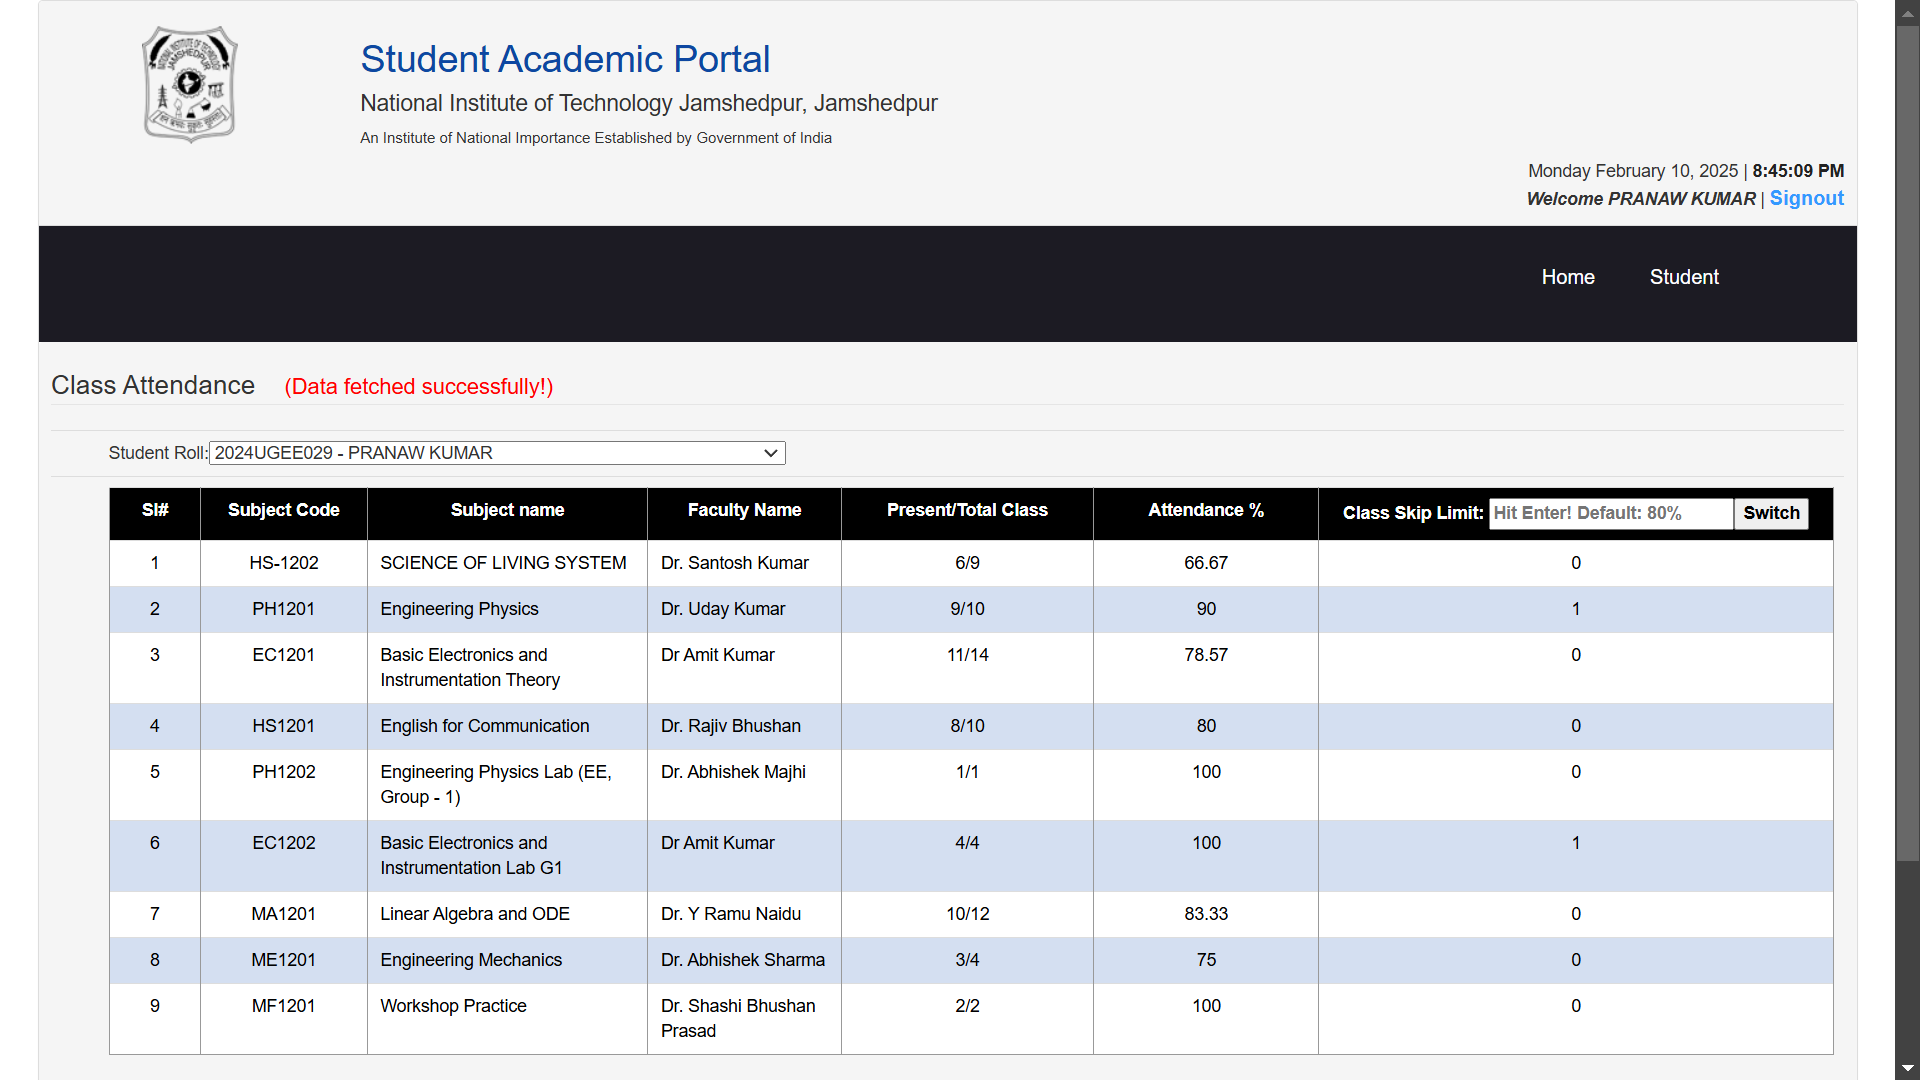 NATIONAL INSTITUTE OF TECHNOLOGY
JAMSHEDPUR
Student Academic Portal
National Institute of Technology Jamshedpur, Jamshedpur
An Institute of National Importance Established by Government of India
Monday February 10, 2025 | 8:45:09 PM
Welcome PRANAW KUMAR | Signout
Home Student
Class Attendance (Data fetched successfully!)
Student Roll: 2024UGEE029 - PRANAW KUMAR
Sl# Subject Code Subject name Faculty Name Present/Total Class Attendance % Class Skip Limit: Hit Enter! Default: 80% Switch
1 HS-1202 SCIENCE OF LIVING SYSTEM Dr. Santosh Kumar 6/9 66.67 0
2 PH1201 Engineering Physics Dr. Uday Kumar 9/10 90 1
3 EC1201 Basic Electronics and Dr Amit Kumar 11/14 78.57 0
Instrumentation Theory
4 HS1201 English for Communication Dr. Rajiv Bhushan 8/10 80 0
5 PH1202 Engineering Physics Lab (EE, Dr. Abhishek Majhi 1/1 100 0
Group - 1)
6 EC1202 Basic Electronics and Dr Amit Kumar 4/4 100 1
Instrumentation Lab G1
7 MA1201 Linear Algebra and ODE Dr. Y Ramu Naidu 10/12 83.33 0
8 ME1201 Engineering Mechanics Dr. Abhishek Sharma 3/4 75 0
9 MF1201 Workshop Practice Dr. Shashi Bhushan 2/2 100 0
Prasad